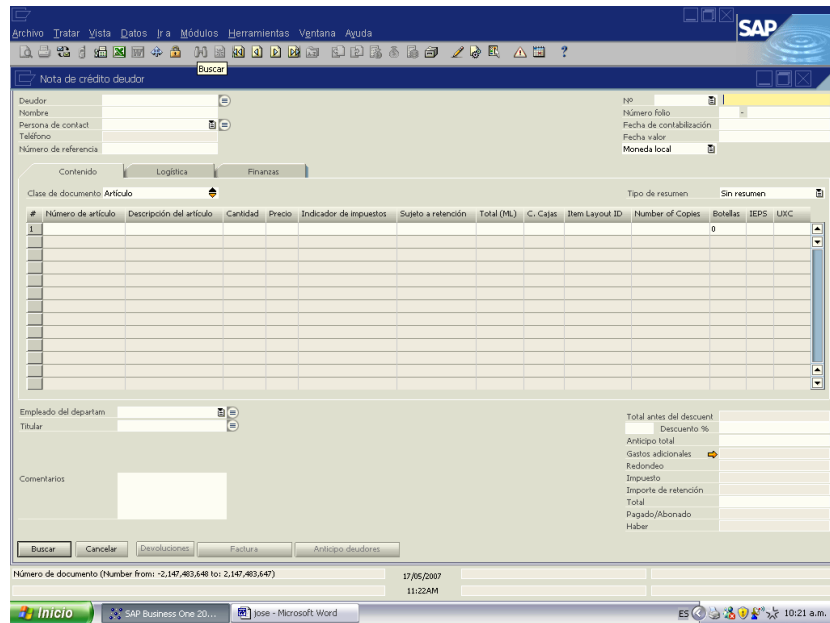 Archivo Tratar Vista Datos Ir a Módulos Herramientas Ventana Ayuda
SAP
Buscar
Nota de crédito deudor
Deudor
Nombre
Persona de contact
Teléfono
Número de referencia
Nº
Número folio -
Fecha de contabilización
Fecha valor
Moneda local
Contenido Logística Finanzas
Clase de documento Artículo
Tipo de resumen Sin resumen
# Número de artículo Descripción del artículo Cantidad Precio Indicador de impuestos Sujeto a retención Total (ML) C. Cajas Item Layout ID Number of Copies Botellas IEPS UXC
1 0
Empleado del departam
Titular
Comentarios
Total antes del descuent
Descuento %
Anticipo total
Gastos adicionales
Redondeo
Impuesto
Importe de retención
Total
Pagado/Abonado
Haber
Buscar Cancelar Devoluciones Factura Anticipo deudores
Número de documento (Number from: -2,147,483,648 to: 2,147,483,647)
17/05/2007
11:22AM
Inicio SAP Business One 20... jose - Microsoft Word ES 10:21 a.m.